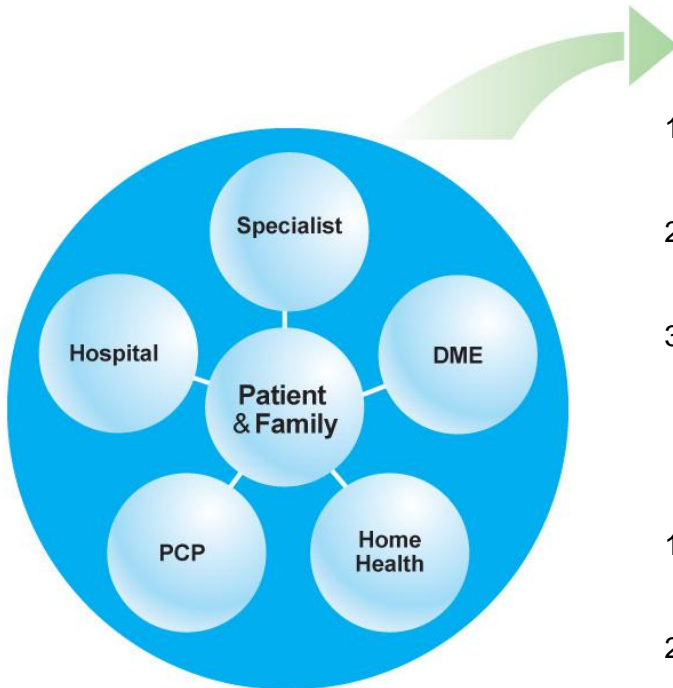 Specialist
Hospital
DME
Patient
& Family
PCP
Home
Health
1
2
3
1
2